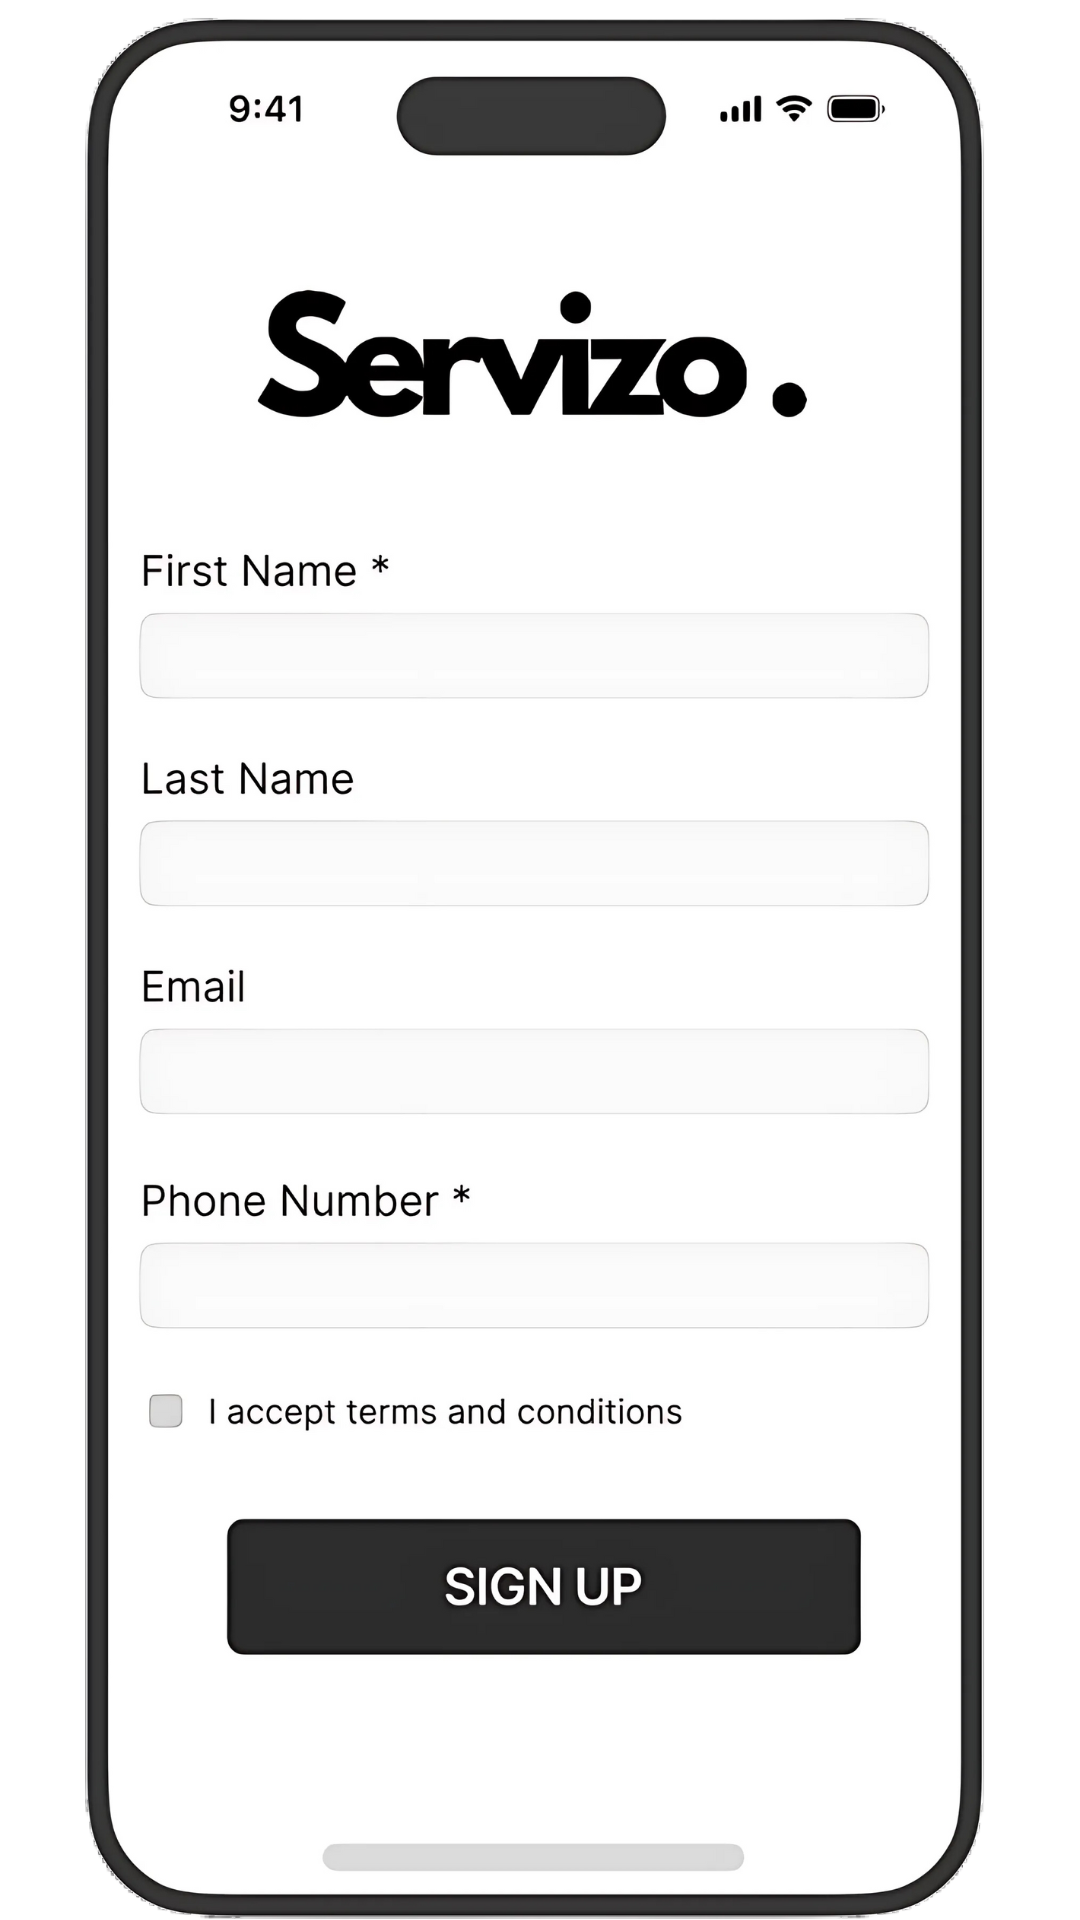 9:41
Servizo .
First Name *
Last Name
Email
Phone Number *
I accept terms and conditions
SIGN UP